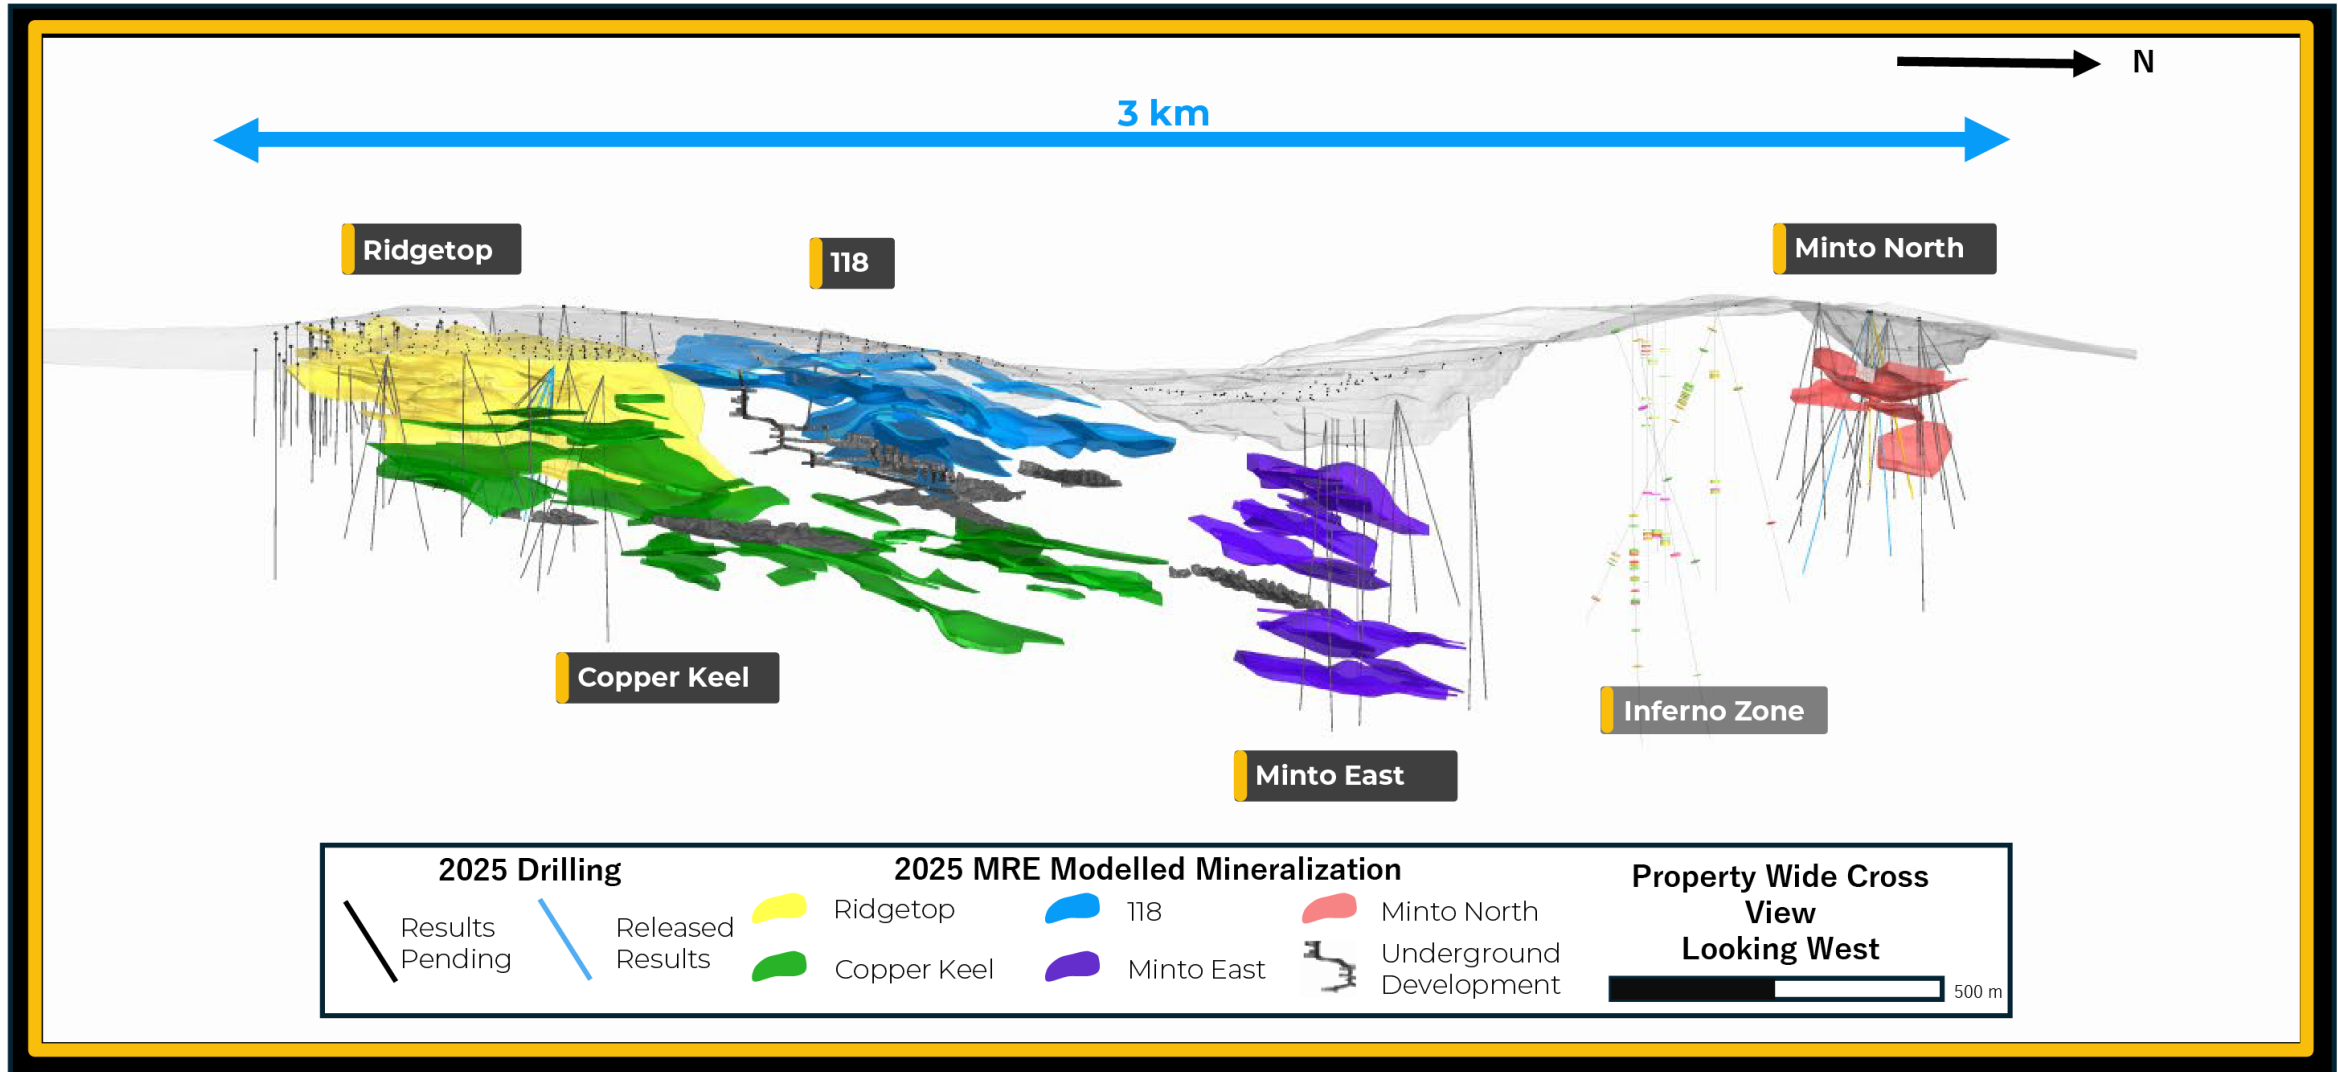 N
3 km
Ridgetop
118
Minto North
Copper Keel
Inferno Zone
Minto East
2025 Drilling
Results
Pending
Released
Results
2025 MRE Modelled Mineralization
Ridgetop
118
Minto North
Copper Keel
Minto East
Underground
Development
Property Wide Cross
View
Looking West
500 m